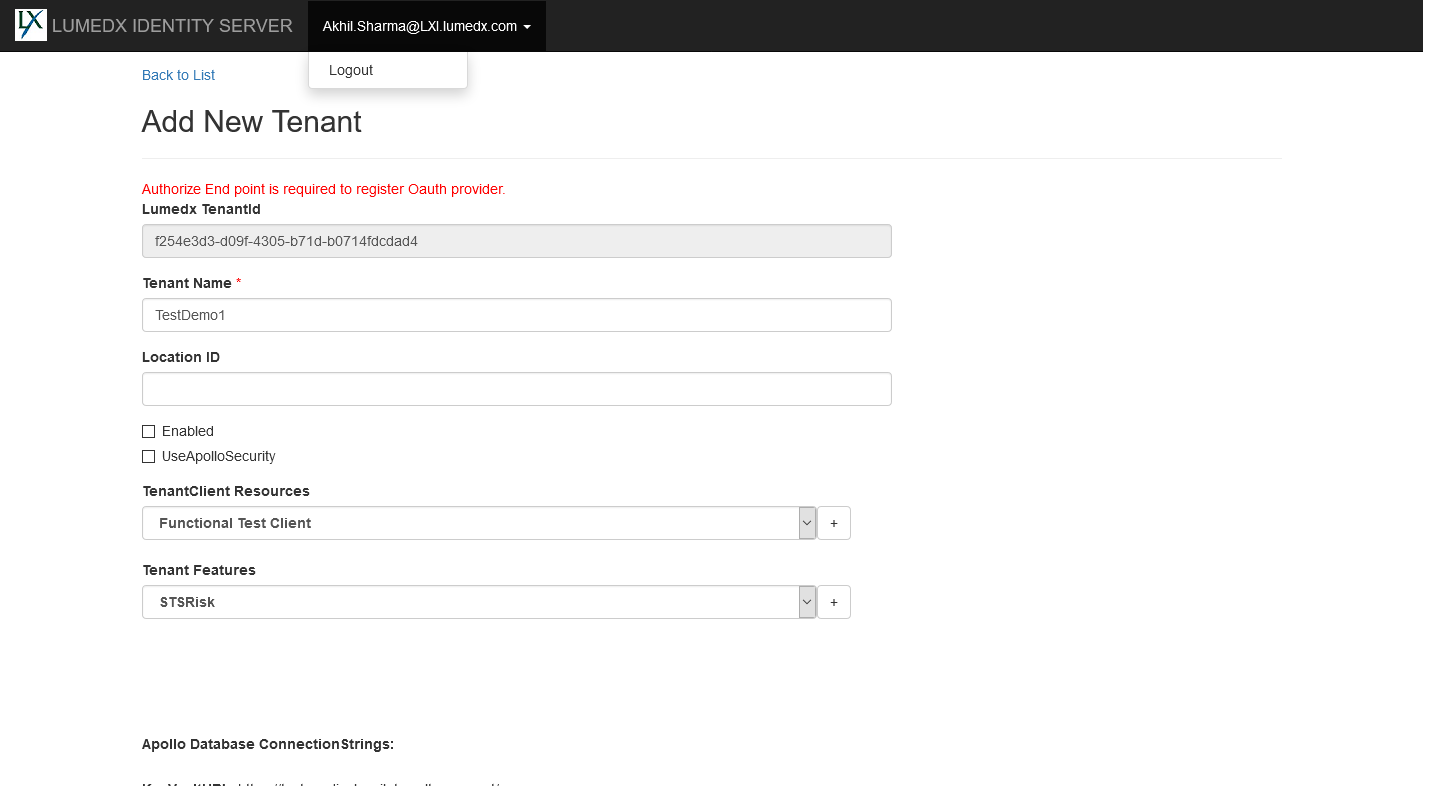 LX LUMEDX IDENTITY SERVER Akhil.Sharma@LXI.lumedx.com
Logout
Back to List
Add New Tenant
Authorize End point is required to register Oauth provider.
Lumedx TenantId
f254e3d3-d09f-4305-b71d-b0714fdcdad4
Tenant Name *
TestDemo1
Location ID
Enabled
UseApolloSecurity
TenantClient Resources
Functional Test Client
+
Tenant Features
STSRisk
+
Apollo Database ConnectionStrings: